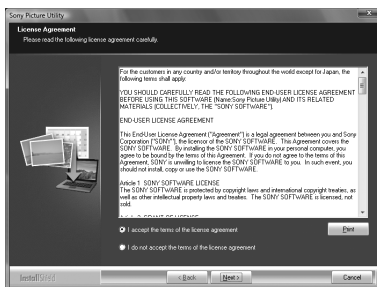 Sony Picture Utility
License Agreement
Please read the following license agreement carefully.
For the customers in any country and/or territory throughout the world except for Japan, the
following terms shall apply:
YOU SHOULD CAREFULLY READ THE FOLLOWING END-USER LICENSE AGREEMENT
BEFORE USING THIS SOFTWARE (Name:Sony Picture Utility) AND ITS RELATED
MATERIALS (COLLECTIVELY, THE "SONY SOFTWARE").
END-USER LICENSE AGREEMENT
This End-User License Agreement ("Agreement") is a legal agreement between you and Sony
Corporation ("SONY"), the licensor of the SONY SOFTWARE. This Agreement covers the
SONY SOFTWARE. By installing the SONY SOFTWARE in your personal computer, you
agree to be bound by the terms of this Agreement. If you do not agree to the terms of this
Agreement, SONY is unwilling to license the SONY SOFTWARE to you. In such event, you
should not install, copy or use the SONY SOFTWARE.
Article 1 SONY SOFTWARE LICENSE
The SONY SOFTWARE is protected by copyright laws and international copyright treaties, as
well as other intellectual property laws and treaties. The SONY SOFTWARE is licensed, not
sold.
I accept the terms of the license agreement
Print
I do not accept the terms of the license agreement
InstallShield
< Back
Next >
Cancel